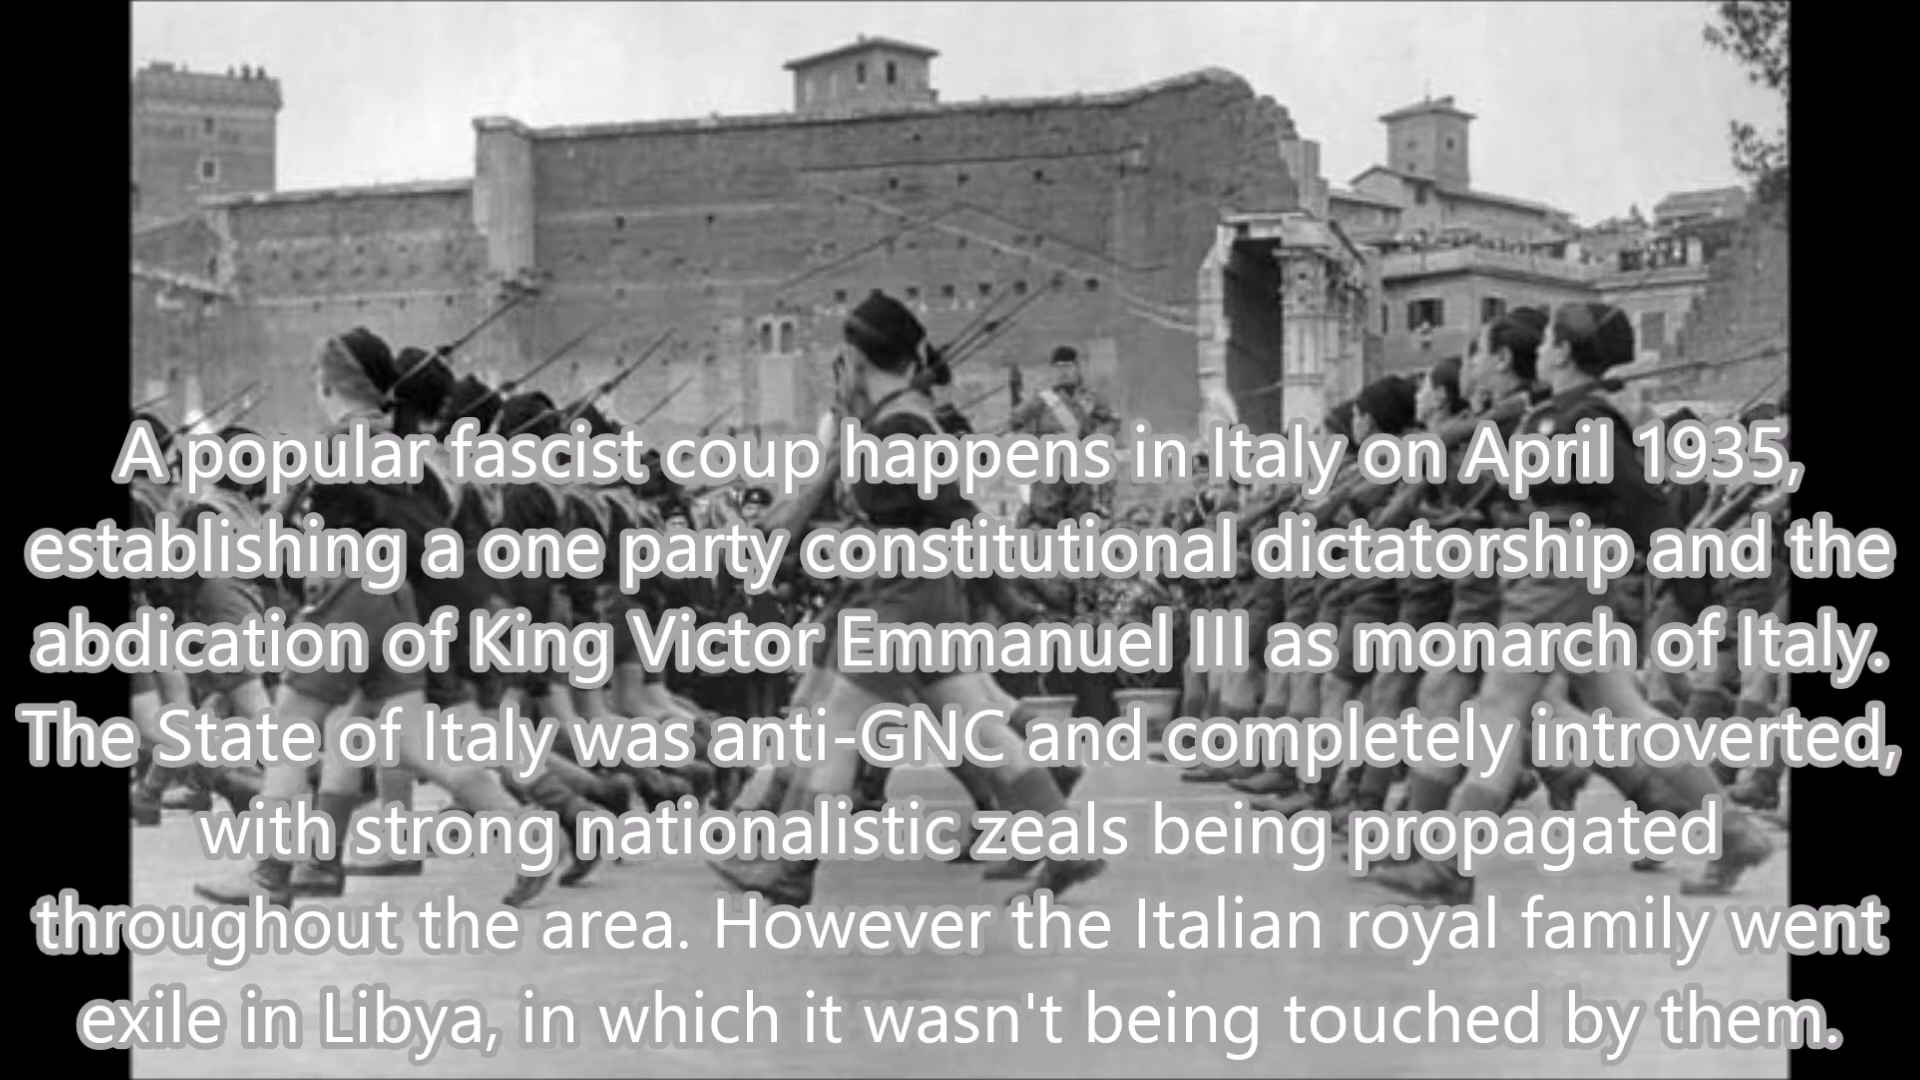 A popular fascist coup happens in Italy on April 1935,
establishing a one party constitutional dictatorship and the
abdication of King Victor Emmanuel III as monarch of Italy.
The State of Italy was anti-GNC and completely introverted,
with strong nationalistic zeals being propagated
throughout the area. However the Italian royal family went
exile in Libya, in which it wasn't being touched by them.